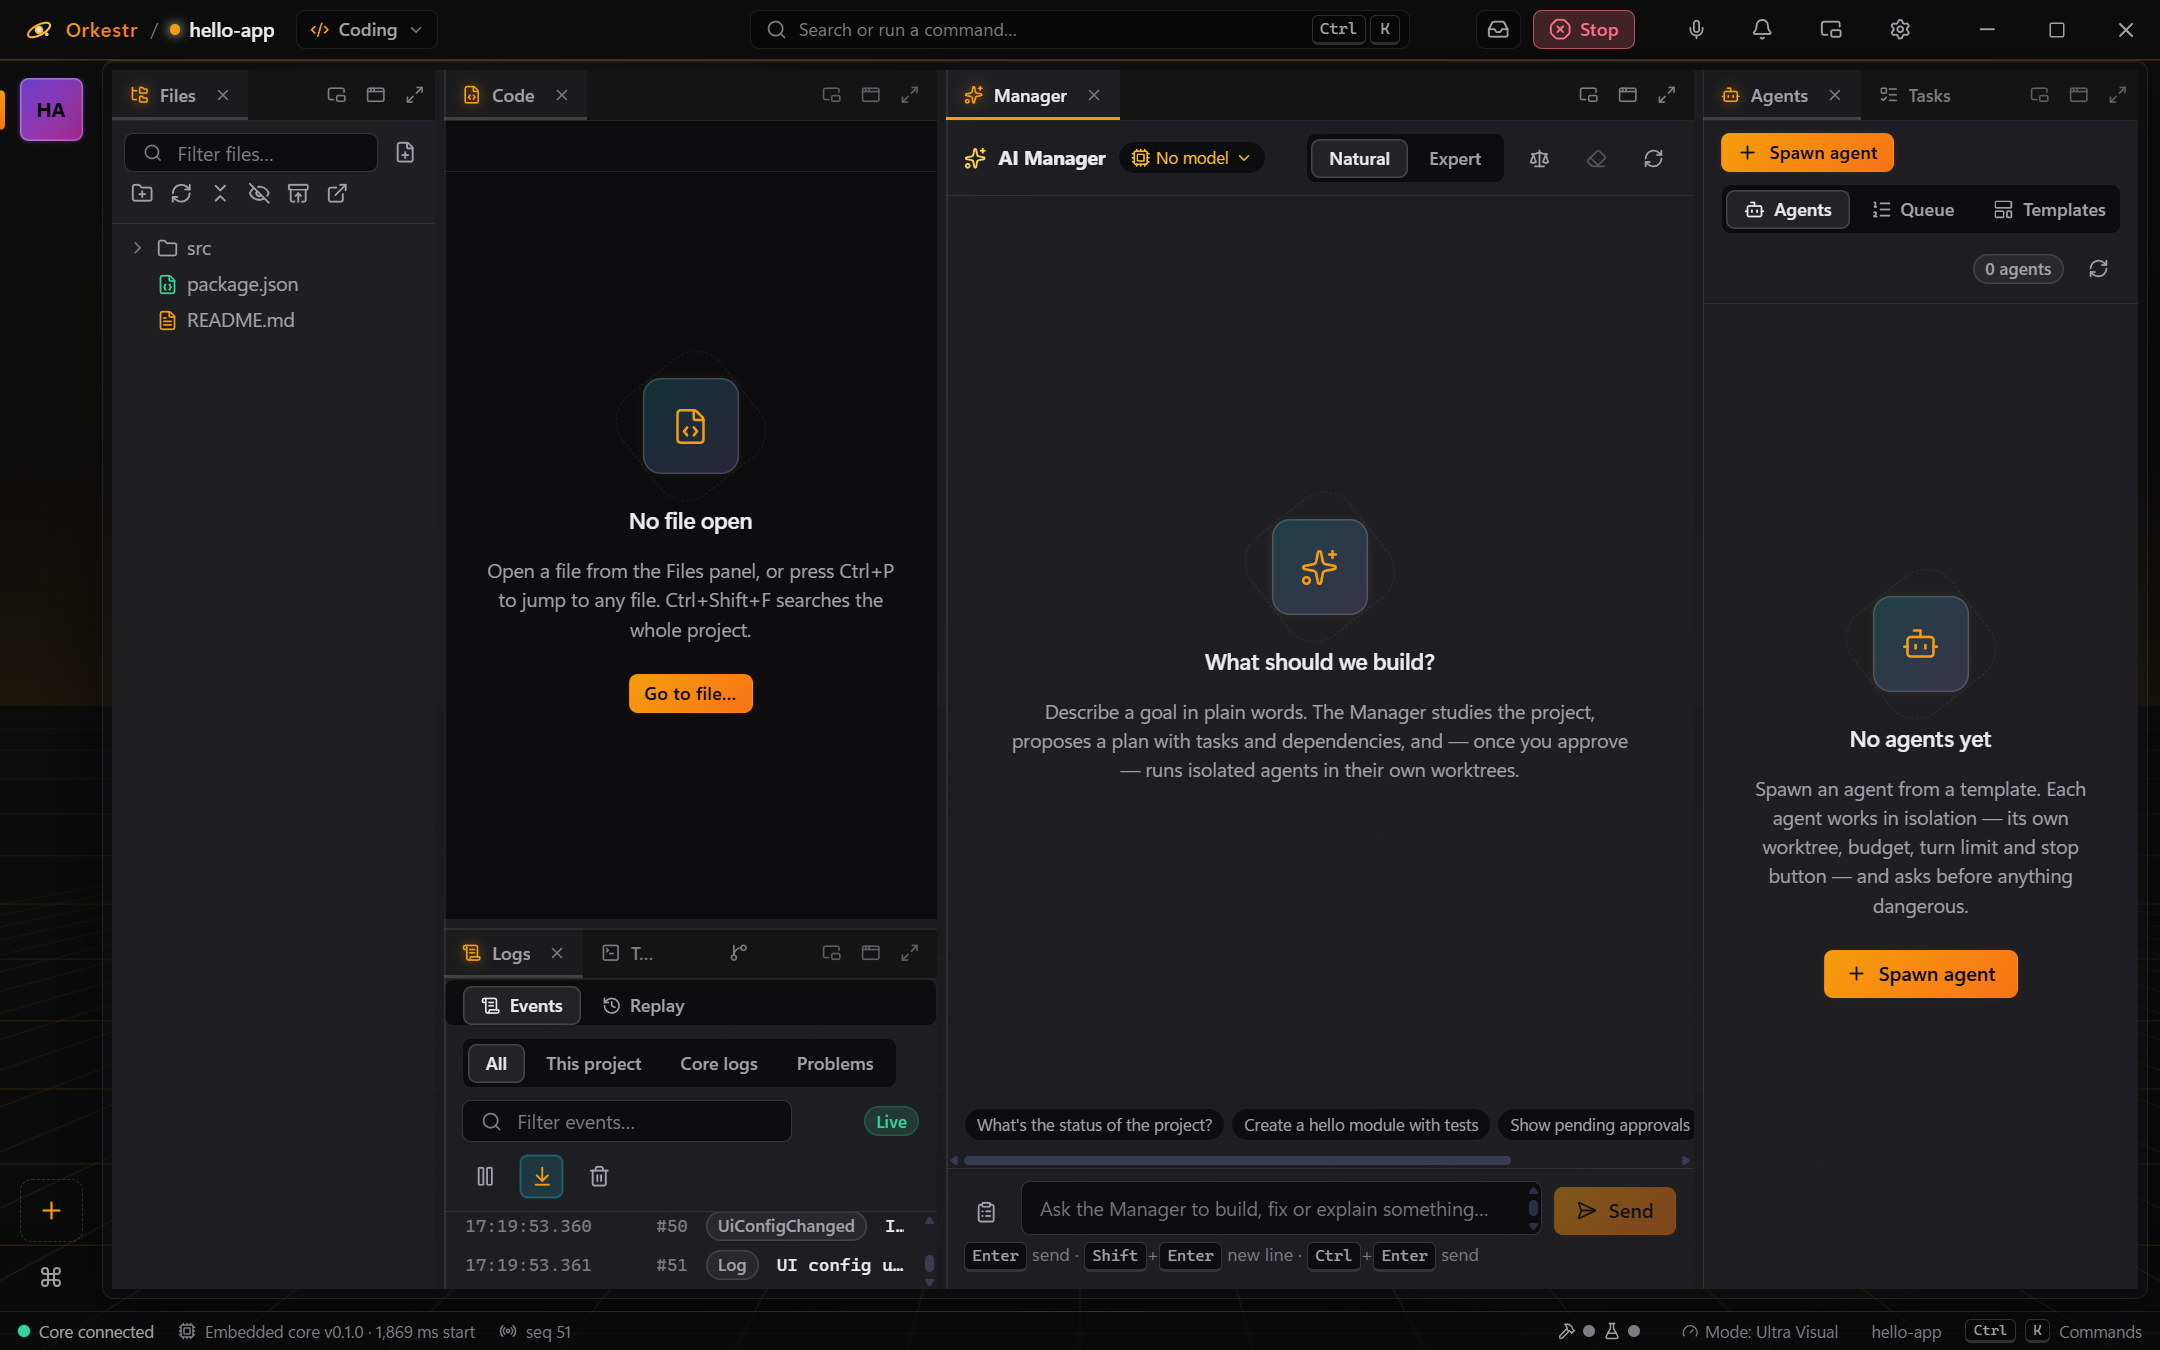 Orkestr / hello-app
Coding
Search or run a command...
Ctrl K
Stop
HA
Files
Filter files...
src
package.json
README.md
Code
No file open
Open a file from the Files panel, or press Ctrl+P
to jump to any file. Ctrl+Shift+F searches the
whole project.
Go to file...
Logs
T...
Events
Replay
All
This project
Core logs
Problems
Filter events...
Live
17:19:53.360 #50 UiConfigChanged I...
17:19:53.361 #51 Log UI config u...
Manager
AI Manager
No model
Natural
Expert
What should we build?
Describe a goal in plain words. The Manager studies the project,
proposes a plan with tasks and dependencies, and — once you approve
— runs isolated agents in their own worktrees.
What's the status of the project?
Create a hello module with tests
Show pending approvals
Ask the Manager to build, fix or explain something...
Send
Enter send · Shift + Enter new line · Ctrl + Enter send
Agents
Tasks
+ Spawn agent
Agents
Queue
Templates
0 agents
No agents yet
Spawn an agent from a template. Each
agent works in isolation — its own
worktree, budget, turn limit and stop
button — and asks before anything
dangerous.
+ Spawn agent
Core connected
Embedded core v0.1.0 · 1,869 ms start
seq 51
Mode: Ultra Visual
hello-app
Ctrl K Commands